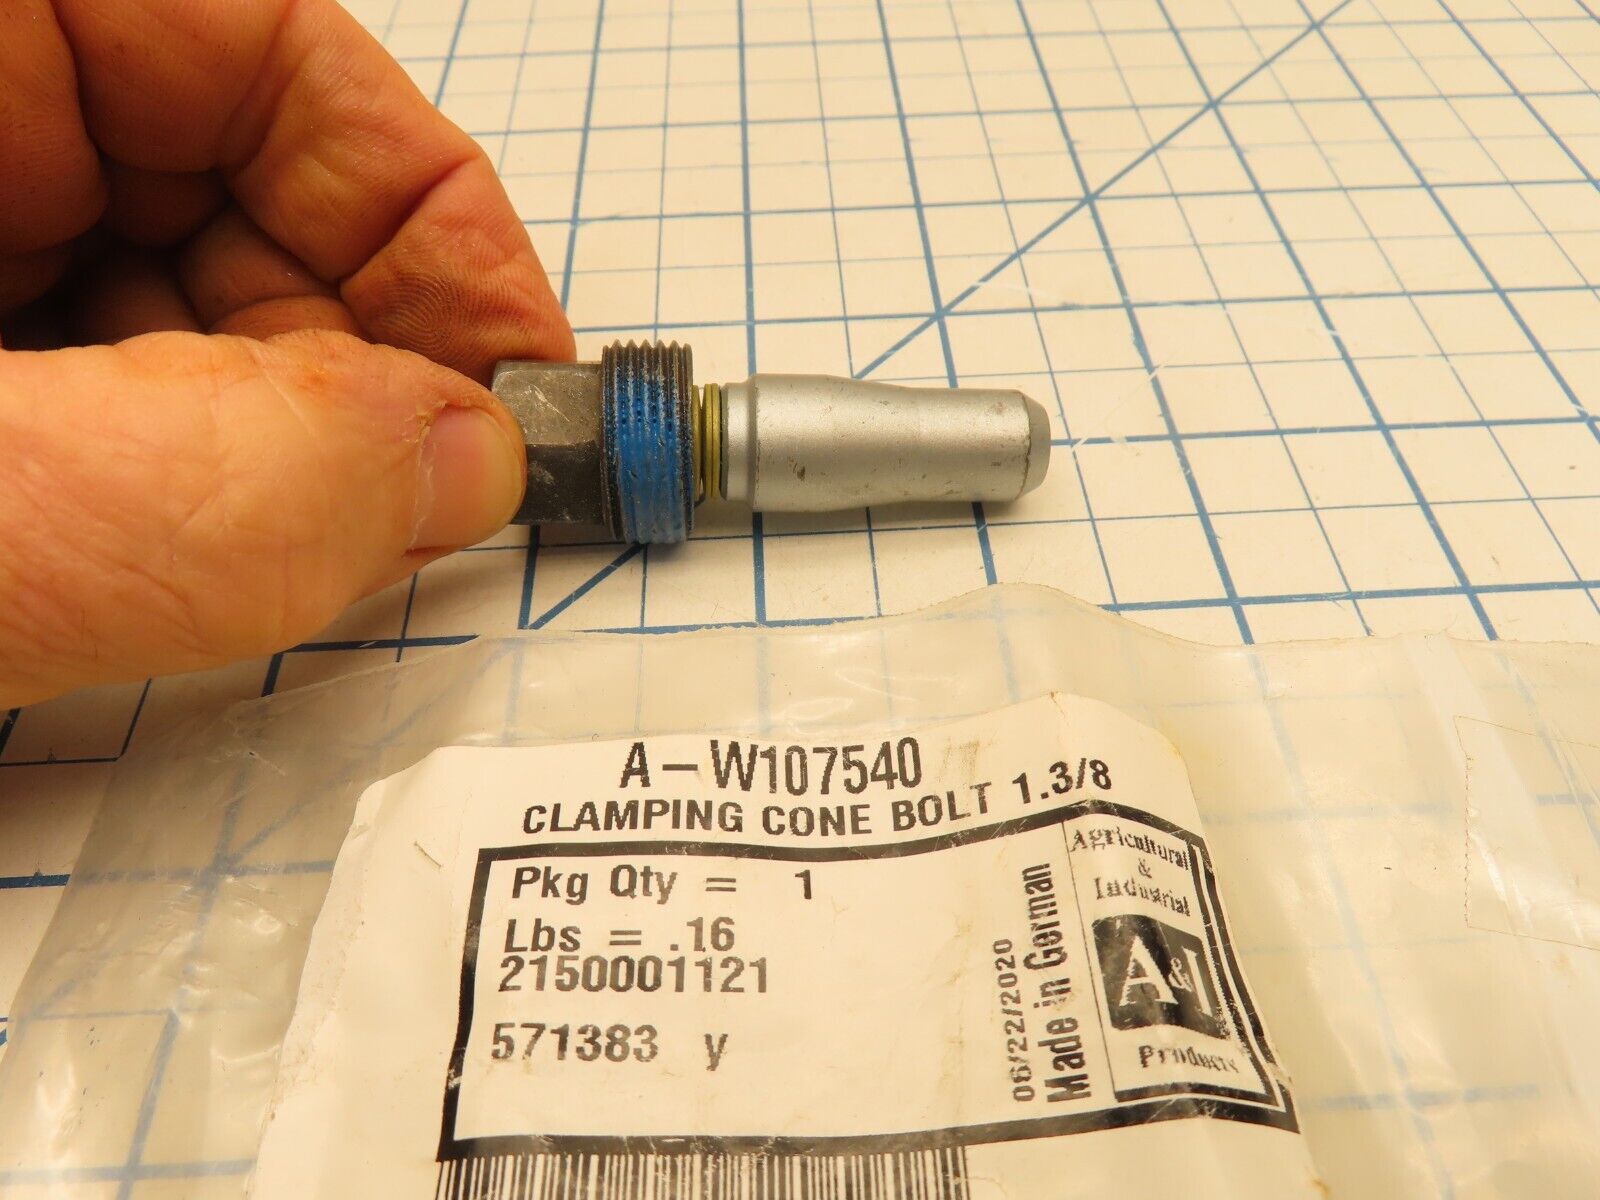 A-W107540
CLAMPING CONE BOLT 1.3/8
Pkg Qty = 1
Lbs = .16
2150001121
571383 y
06/22/2020
Made in German
Agricultural
&
Industrial
A&I
Products